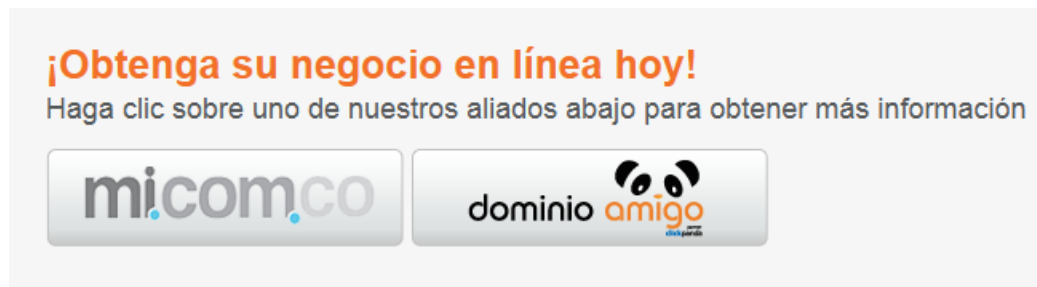 ¡Obtenga su negocio en línea hoy!
Haga clic sobre uno de nuestros aliados abajo para obtener más información
mi.com.co
dominio amigo
clickpanda